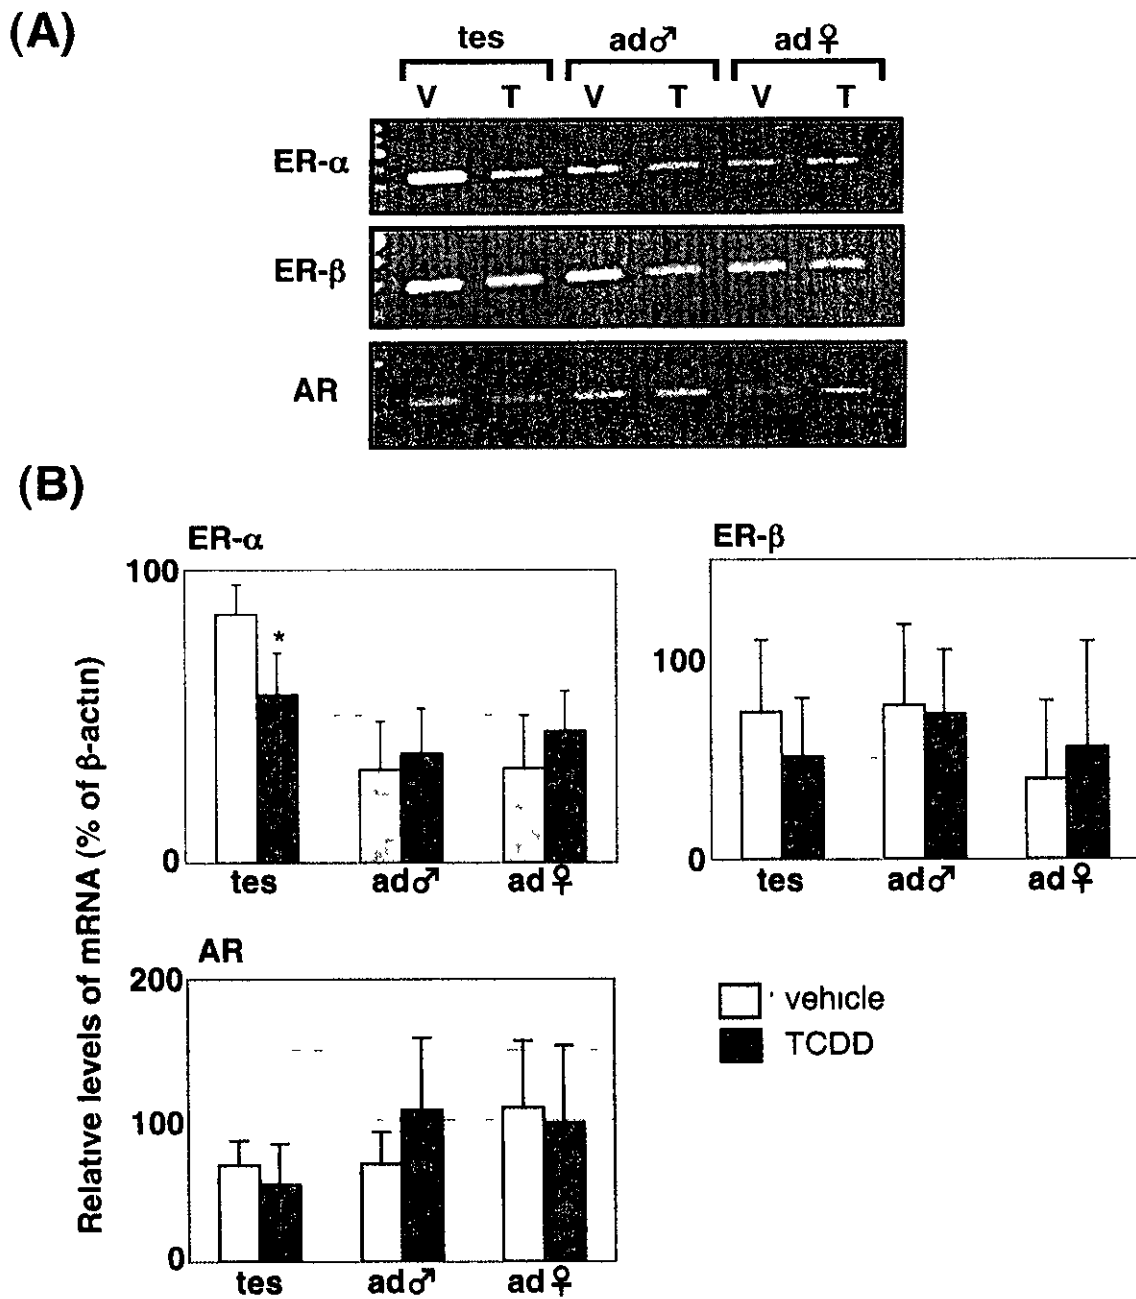 (A)
tes ad♂ ad♀
V T V T V T
ER-α
ER-β
AR
(B)
Relative levels of mRNA (% of β-actin)
ER-α
100
0
tes ad♂ ad♀
ER-β
100
0
tes ad♂ ad♀
AR
200
100
0
tes ad♂ ad♀
*
vehicle
TCDD